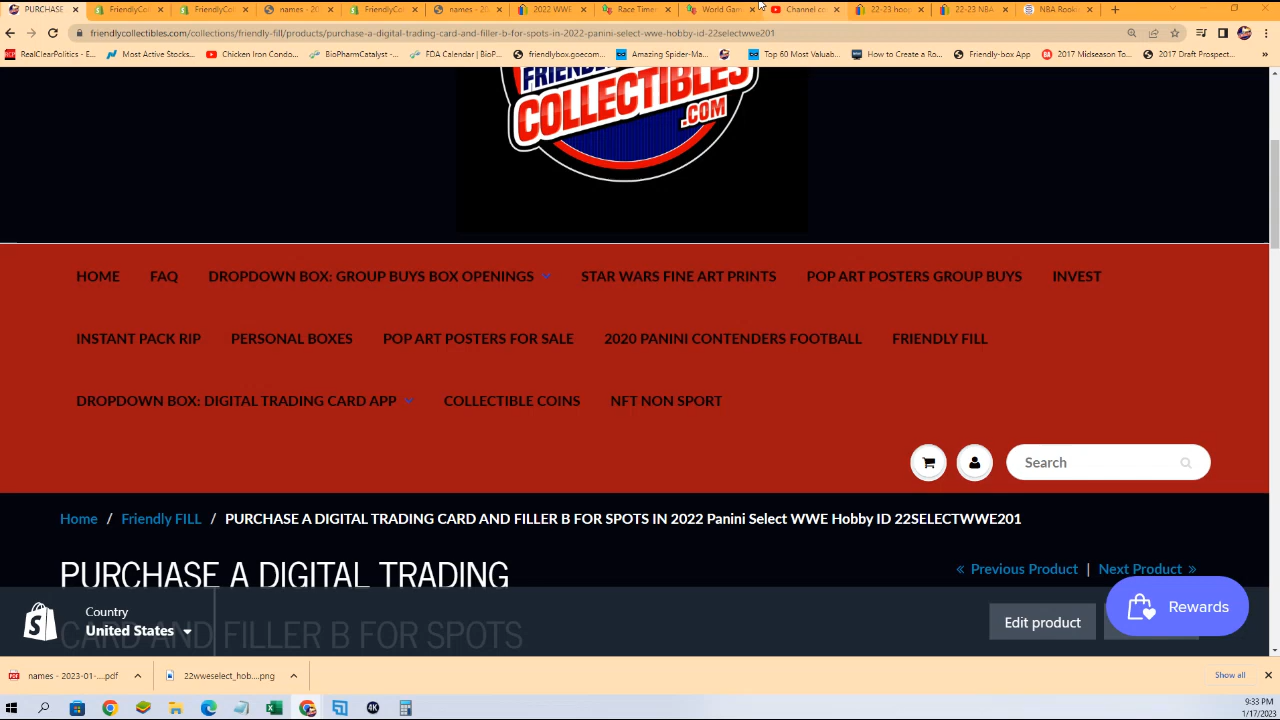 PURCHASE
FriendlyCol
FriendlyCol
names - 20
FriendlyCol
names - 20
2022 WWE
Race Timer
World Gam
Channel co
22-23 hoo
22-23 NBA
NBA Rook
friendlycollectibles.com/collections/friendly-fill/products/purchase-a-digital-trading-card-and-filler-b-for-spots-in-2022-panini-select-wwe-hobby-id-22selectwwe201
RealClearPolitics - E...
Most Active Stocks...
Chicken Iron Condo...
BioPharmCatalyst -...
FDA Calendar | BioP...
friendlybox.goecom...
Amazing Spider-Ma...
Top 60 Most Valuab...
How to Create a Ro...
Friendly-box App
2017 Midseason To...
2017 Draft Prospect...
FRIENDLY
COLLECTIBLES
.COM
HOME
FAQ
DROPDOWN BOX: GROUP BUYS BOX OPENINGS
STAR WARS FINE ART PRINTS
POP ART POSTERS GROUP BUYS
INVEST
INSTANT PACK RIP
PERSONAL BOXES
POP ART POSTERS FOR SALE
2020 PANINI CONTENDERS FOOTBALL
FRIENDLY FILL
DROPDOWN BOX: DIGITAL TRADING CARD APP
COLLECTIBLE COINS
NFT NON SPORT
Search
Home / Friendly FILL / PURCHASE A DIGITAL TRADING CARD AND FILLER B FOR SPOTS IN 2022 Panini Select WWE Hobby ID 22SELECTWWE201
PURCHASE A DIGITAL TRADING
« Previous Product | Next Product »
CARD AND FILLER B FOR SPOTS
Country
United States
Edit product
Rewards
names - 2023-01-....pdf
22wweselect_hob....png
Show all
4K
9:33 PM
1/17/2023